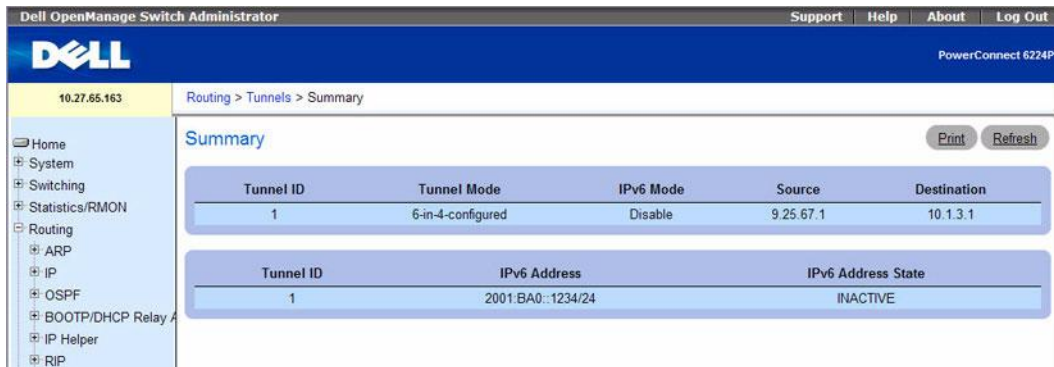 Dell OpenManage Switch Administrator Support Help About Log Out
DELL
PowerConnect 6224P
10.27.65.163
Routing > Tunnels > Summary
Home
System
Switching
Statistics/RMON
Routing
ARP
IP
OSPF
BOOTP/DHCP Relay
IP Helper
RIP
Summary
Print Refresh
Tunnel ID Tunnel Mode IPv6 Mode Source Destination
1 6-in-4-configured Disable 9.25.67.1 10.1.3.1
Tunnel ID IPv6 Address IPv6 Address State
1 2001:BA0::1234/24 INACTIVE